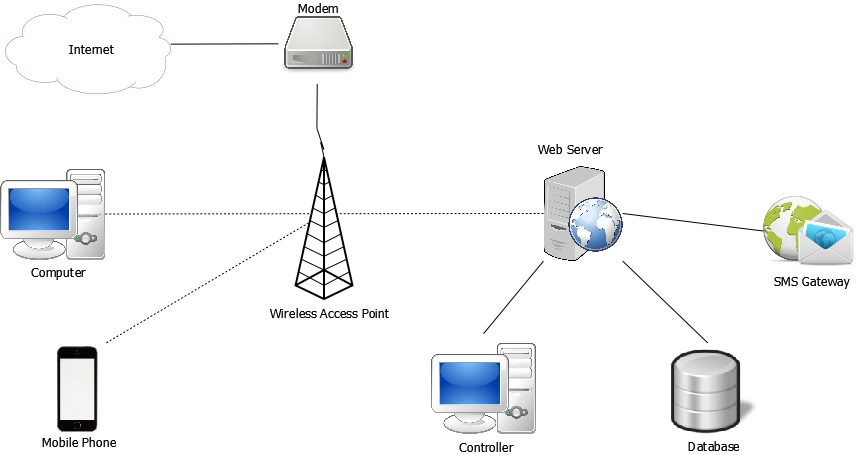 Modem
Internet
Web Server
Computer
SMS Gateway
Wireless Access Point
Mobile Phone
Controller
Database